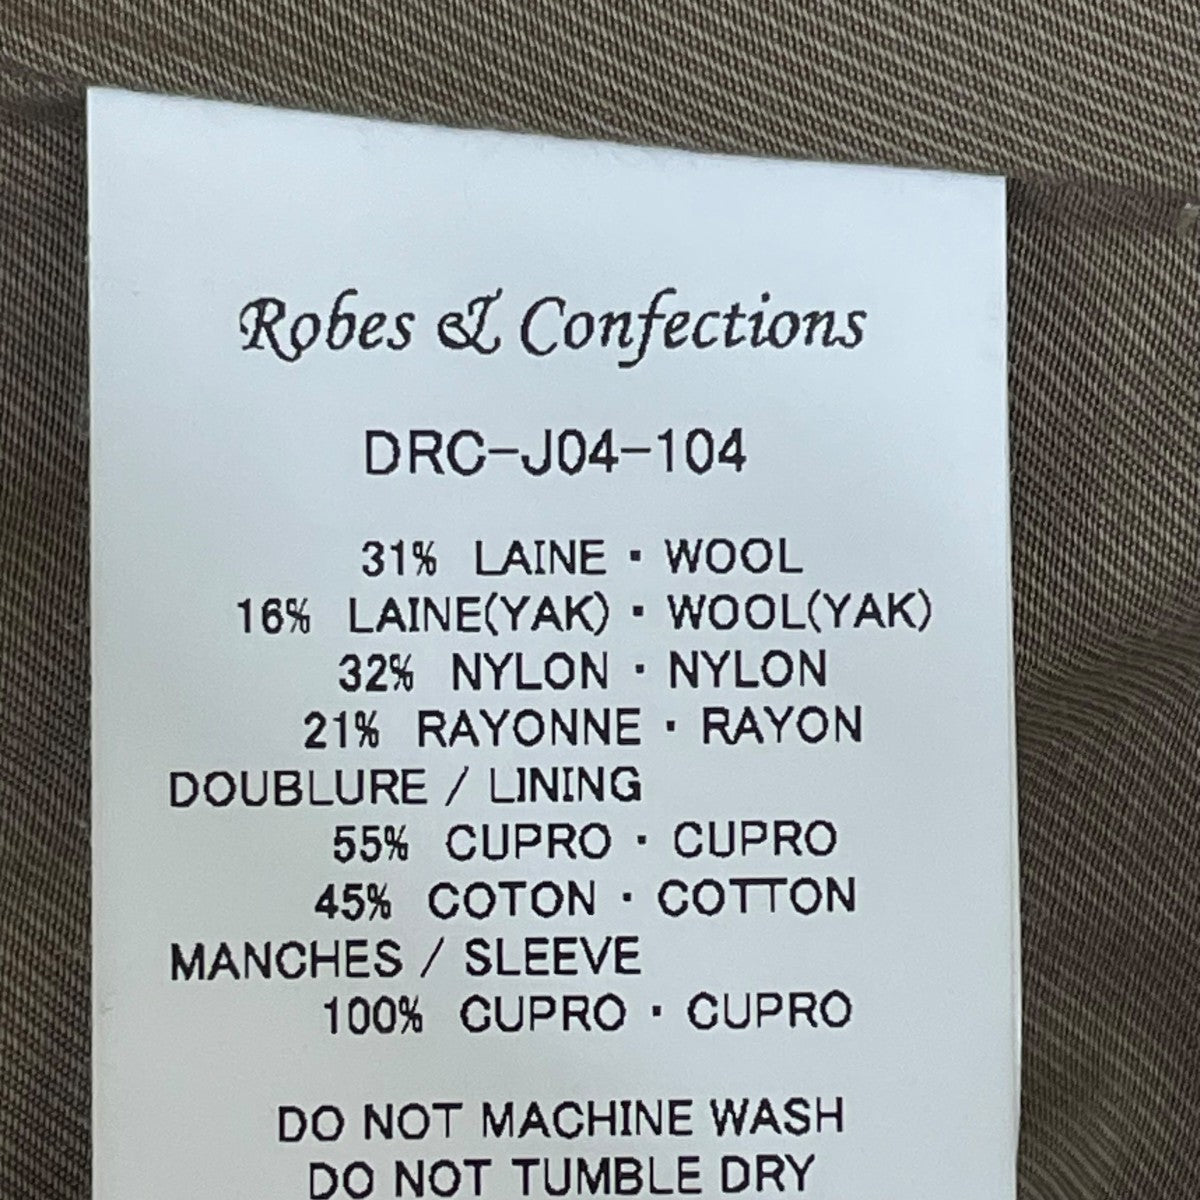 Robes & Confections
DRC-J04-104
31% LAINE・WOOL
16% LAINE(YAK)・WOOL(YAK)
32% NYLON・NYLON
21% RAYONNE・RAYON
DOUBLURE / LINING
55% CUPRO・CUPRO
45% COTON・COTTON
MANCHES / SLEEVE
100% CUPRO・CUPRO
DO NOT MACHINE WASH
DO NOT TUMBLE DRY